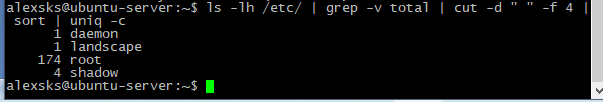 alexsks@ubuntu-server:~$ ls -lh /etc/ | grep -v total | cut -d " " -f 4 |
 sort | uniq -c
      1 daemon
      1 landscape
    174 root
      4 shadow
alexsks@ubuntu-server:~$